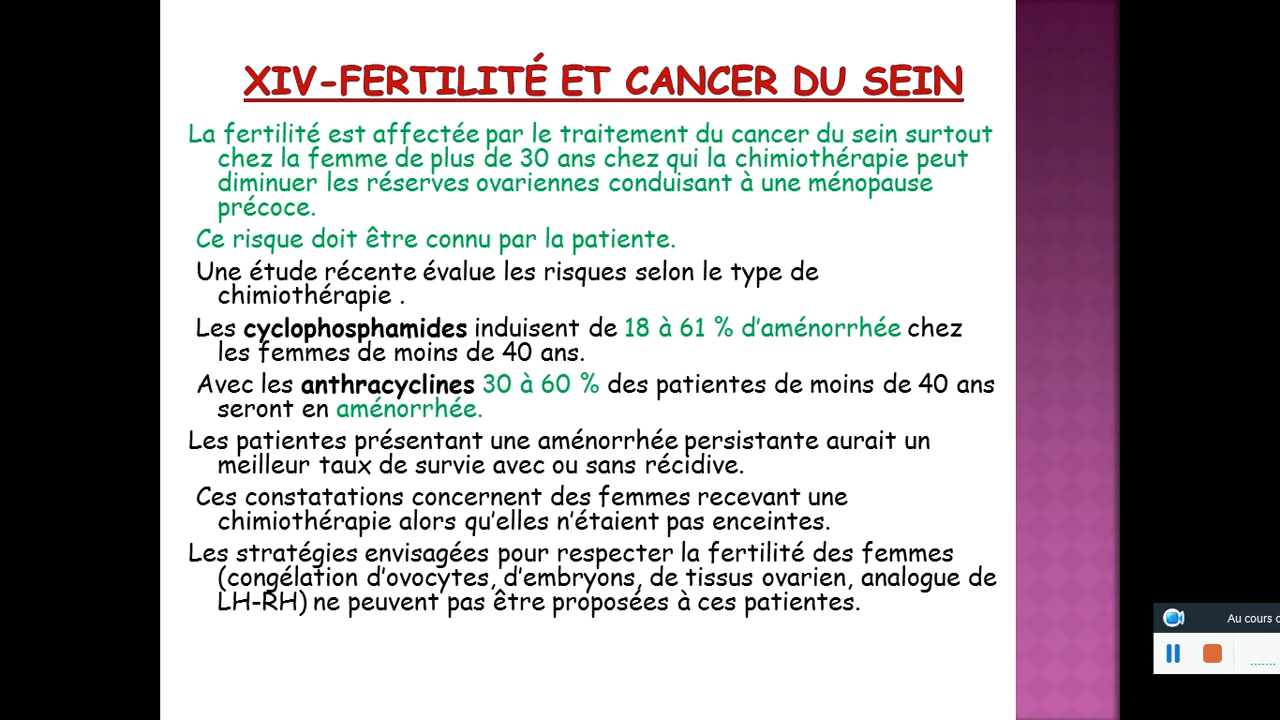 XIV-FERTILITÉ ET CANCER DU SEIN
La fertilité est affectée par le traitement du cancer du sein surtout
chez la femme de plus de 30 ans chez qui la chimiothérapie peut
diminuer les réserves ovariennes conduisant à une ménopause
précoce.
Ce risque doit être connu par la patiente.
Une étude récente évalue les risques selon le type de
chimiothérapie .
Les cyclophosphamides induisent de 18 à 61 % d'aménorrhée chez
les femmes de moins de 40 ans.
Avec les anthracyclines 30 à 60 % des patientes de moins de 40 ans
seront en aménorrhée.
Les patientes présentant une aménorrhée persistante aurait un
meilleur taux de survie avec ou sans récidive.
Ces constatations concernent des femmes recevant une
chimiothérapie alors qu'elles n'étaient pas enceintes.
Les stratégies envisagées pour respecter la fertilité des femmes
(congélation d'ovocytes, d'embryons, de tissus ovarien, analogue de
LH-RH) ne peuvent pas être proposées à ces patientes.
Au cours